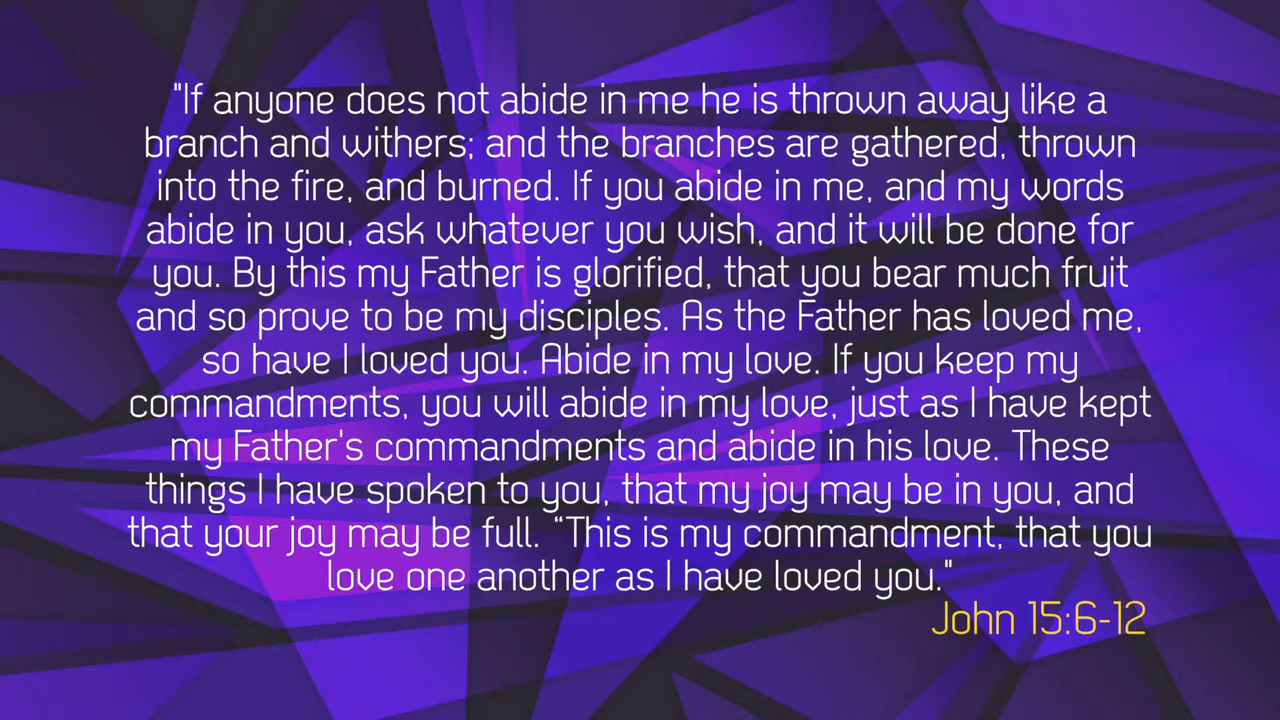 "If anyone does not abide in me he is thrown away like a
branch and withers; and the branches are gathered, thrown
into the fire, and burned. If you abide in me, and my words
abide in you, ask whatever you wish, and it will be done for
you. By this my Father is glorified, that you bear much fruit
and so prove to be my disciples. As the Father has loved me,
so have I loved you. Abide in my love. If you keep my
commandments, you will abide in my love, just as I have kept
my Father's commandments and abide in his love. These
things I have spoken to you, that my joy may be in you, and
that your joy may be full. “This is my commandment, that you
love one another as I have loved you."
John 15:6-12